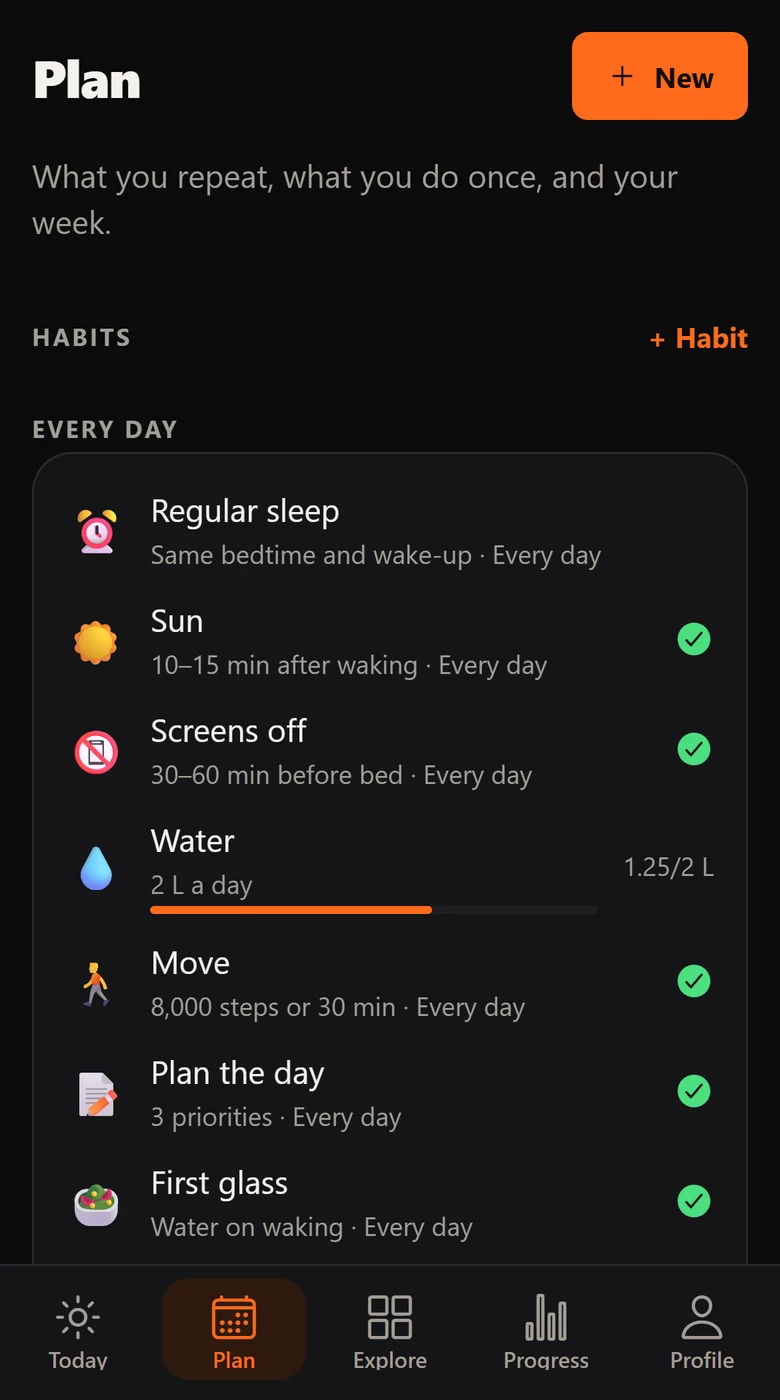 Plan
+ New
What you repeat, what you do once, and your
week.
HABITS
+ Habit
EVERY DAY
Regular sleep
Same bedtime and wake-up · Every day
Sun
10–15 min after waking · Every day
Screens off
30–60 min before bed · Every day
Water
1.25/2 L
2 L a day
Move
8,000 steps or 30 min · Every day
Plan the day
3 priorities · Every day
First glass
Water on waking · Every day
Today
Plan
Explore
Progress
Profile